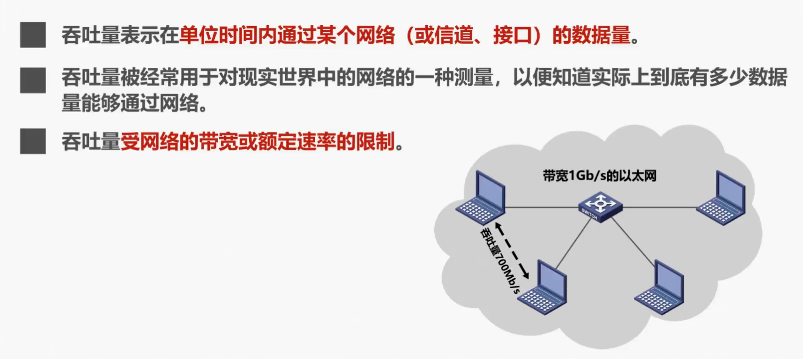 吞吐量表示在单位时间内通过某个网络（或信道、接口）的数据量。
吞吐量被经常用于对现实世界中的网络的一种测量，以便知道实际上到底有多少数据
量能够通过网络。
吞吐量受网络的带宽或额定速率的限制。
带宽1Gb/s的以太网
吞吐量700Mb/s